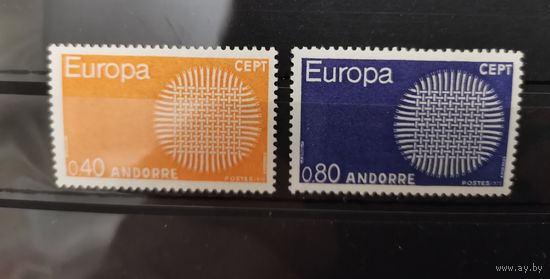 Europa CEPT
0,40 ANDORRE
POSTES
Europa CEPT
0,80 ANDORRE
POSTES
© www.ay.by